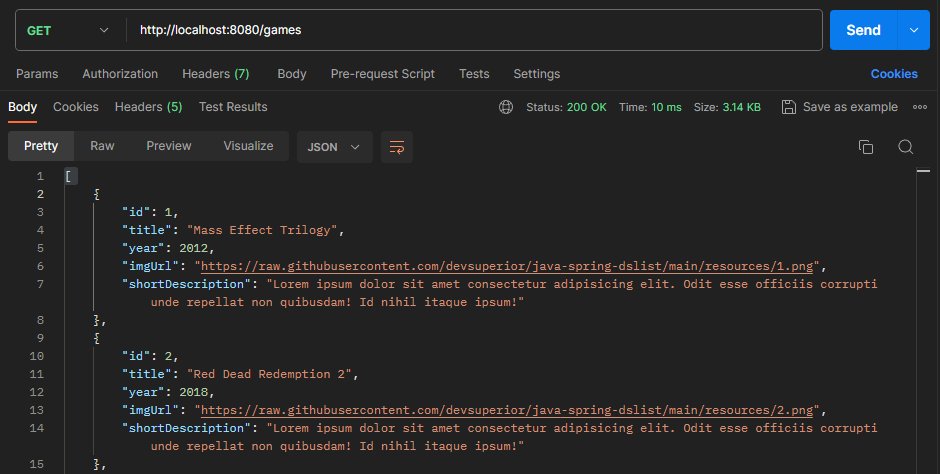 GET http://localhost:8080/games Send
Params Authorization Headers (7) Body Pre-request Script Tests Settings Cookies
Body Cookies Headers (5) Test Results Status: 200 OK Time: 10 ms Size: 3.14 KB Save as example
Pretty Raw Preview Visualize JSON
1 [
2 {
3 "id": 1,
4 "title": "Mass Effect Trilogy",
5 "year": 2012,
6 "imgUrl": "https://raw.githubusercontent.com/devsuperior/java-spring-dslist/main/resources/1.png",
7 "shortDescription": "Lorem ipsum dolor sit amet consectetur adipisicing elit. Odit esse officiis corrupti
unde repellat non quibusdam! Id nihil itaque ipsum!"
8 },
9 {
10 "id": 2,
11 "title": "Red Dead Redemption 2",
12 "year": 2018,
13 "imgUrl": "https://raw.githubusercontent.com/devsuperior/java-spring-dslist/main/resources/2.png",
14 "shortDescription": "Lorem ipsum dolor sit amet consectetur adipisicing elit. Odit esse officiis corrupti
unde repellat non quibusdam! Id nihil itaque ipsum!"
15 },